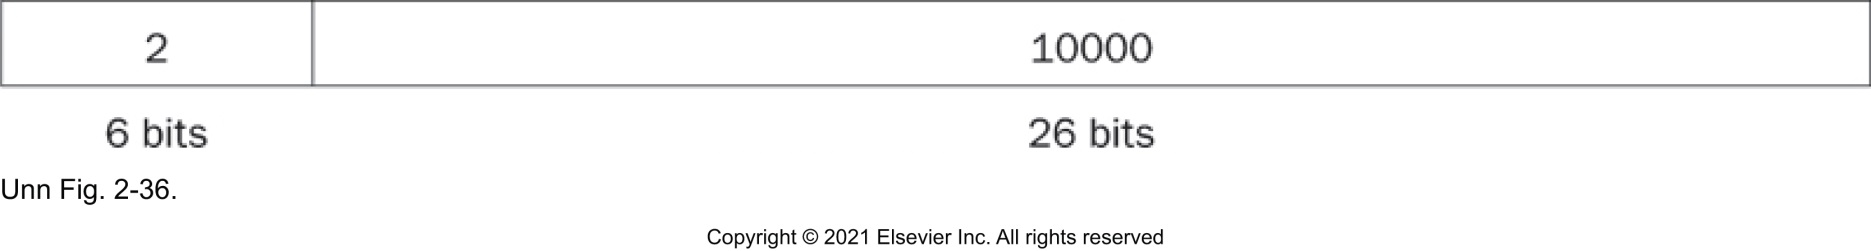 2 10000
6 bits 26 bits
Unn Fig. 2-36.
Copyright © 2021 Elsevier Inc. All rights reserved